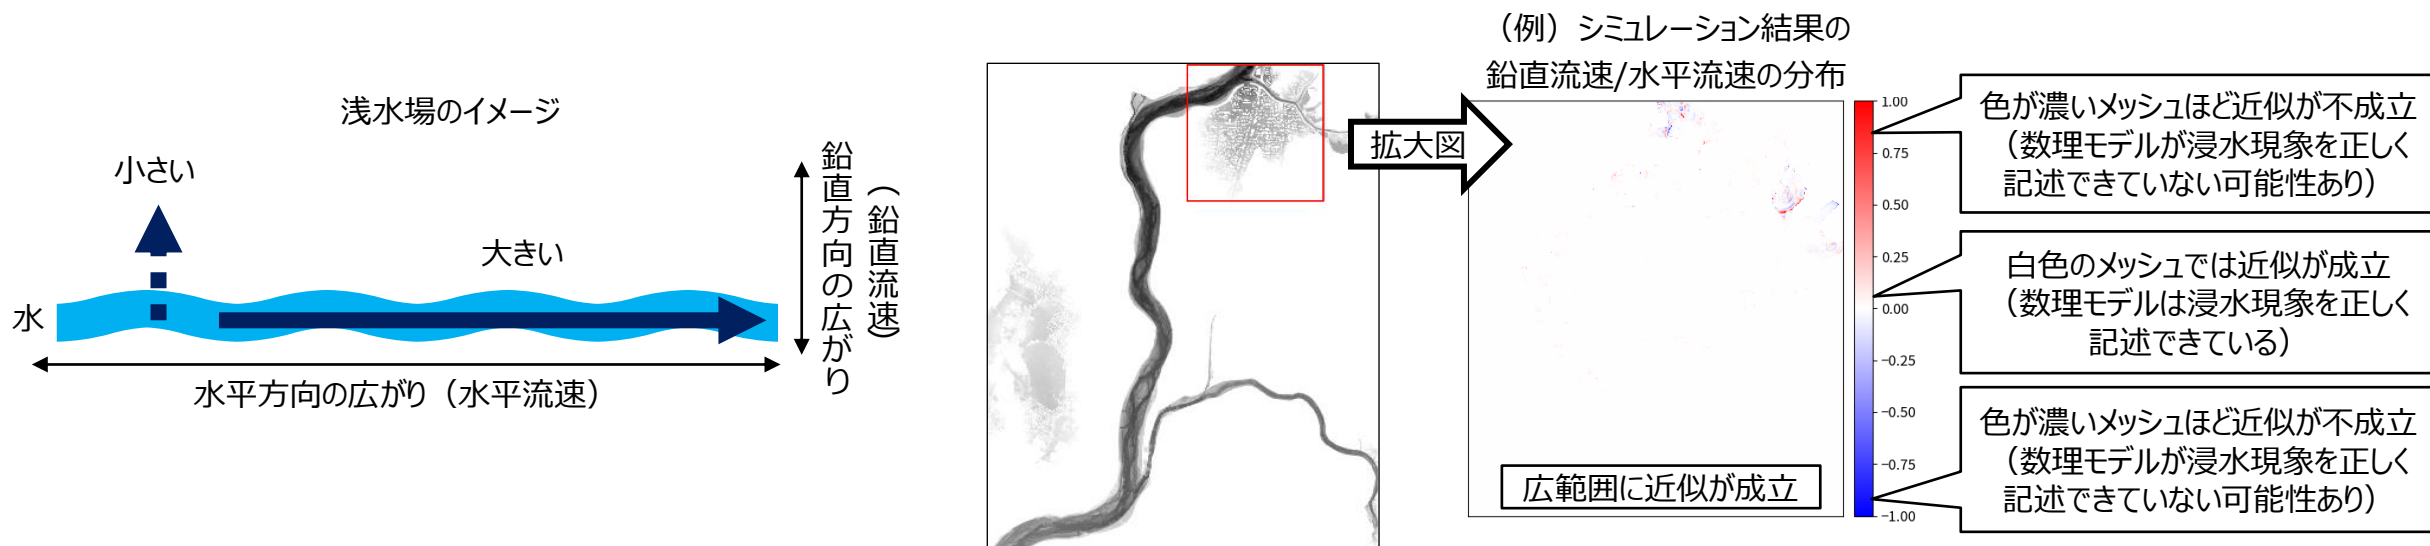 浅水場のイメージ
小さい
大きい
水
水平方向の広がり（水平流速）
鉛直方向の広がり
（鉛直流速）
（例）シミュレーション結果の
鉛直流速/水平流速の分布
拡大図
広範囲に近似が成立
1.00
0.75
0.50
0.25
0.00
−0.25
−0.50
−0.75
−1.00
色が濃いメッシュほど近似が不成立
（数理モデルが浸水現象を正しく
記述できていない可能性あり）
白色のメッシュでは近似が成立
（数理モデルは浸水現象を正しく
記述できている）
色が濃いメッシュほど近似が不成立
（数理モデルが浸水現象を正しく
記述できていない可能性あり）